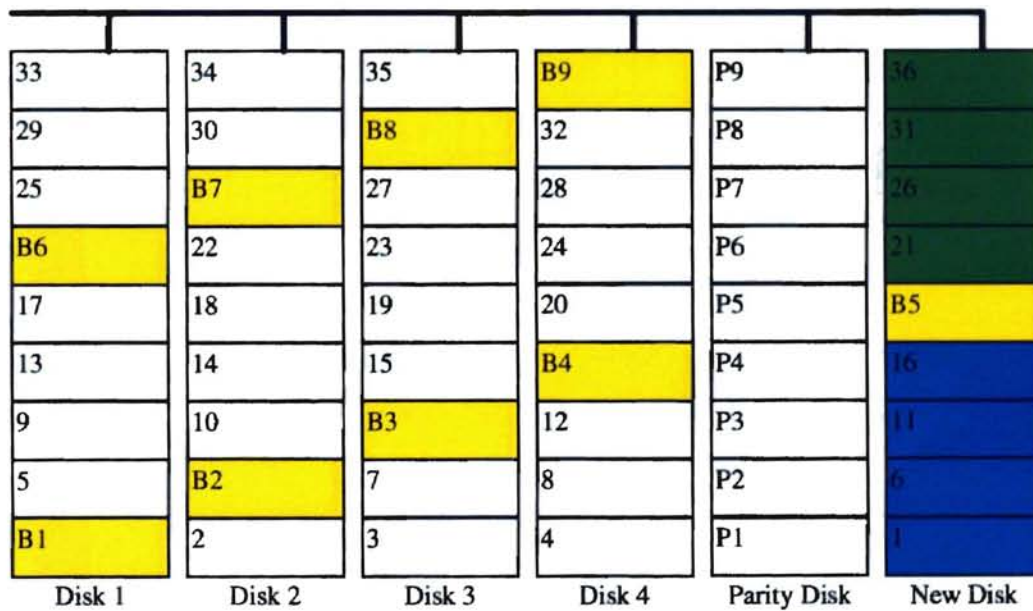 33 34 35 B9 P9 36
29 30 B8 32 P8 31
25 B7 27 28 P7 26
B6 22 23 24 P6 21
17 18 19 20 P5 B5
13 14 15 B4 P4 16
9 10 B3 12 P3 11
5 B2 7 8 P2 6
B1 2 3 4 P1 1
Disk 1 Disk 2 Disk 3 Disk 4 Parity Disk New Disk